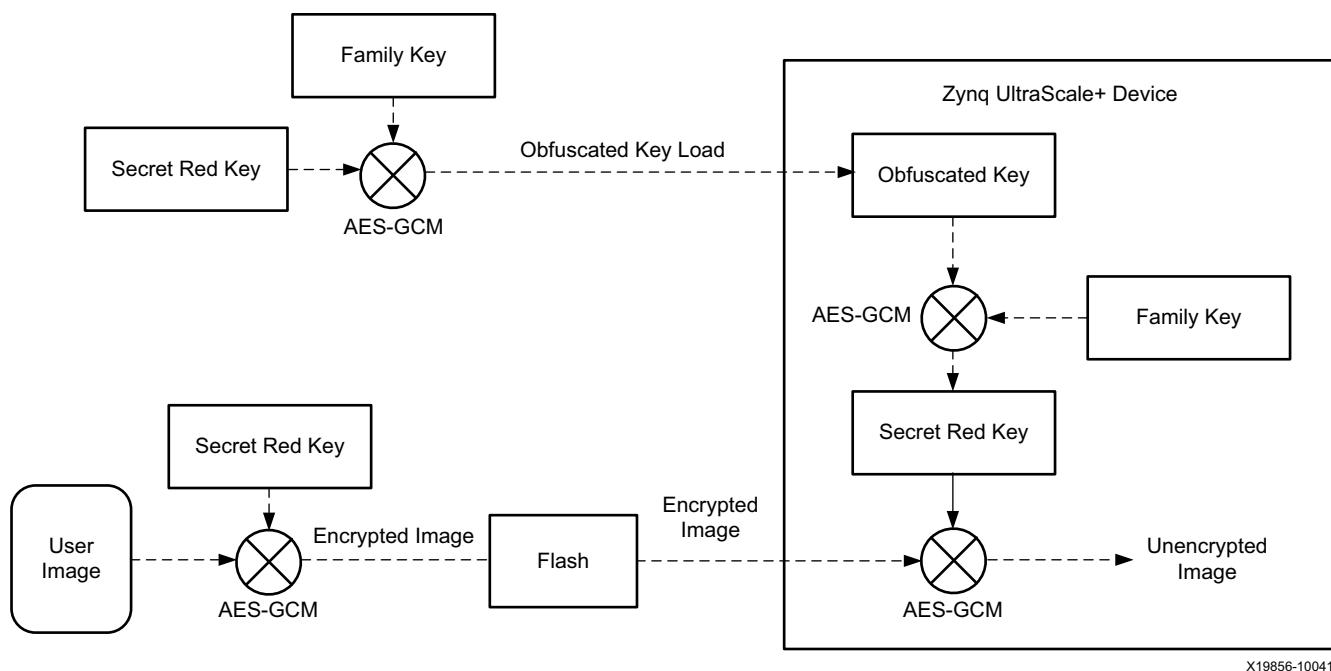 Family Key
Zynq UltraScale+ Device
Secret Red Key
Obfuscated Key Load
Obfuscated Key
AES-GCM
AES-GCM
Family Key
Secret Red Key
Secret Red Key
User
Image
Encrypted Image
Flash
Encrypted
Image
Unencrypted
Image
AES-GCM
AES-GCM
X19856-10041